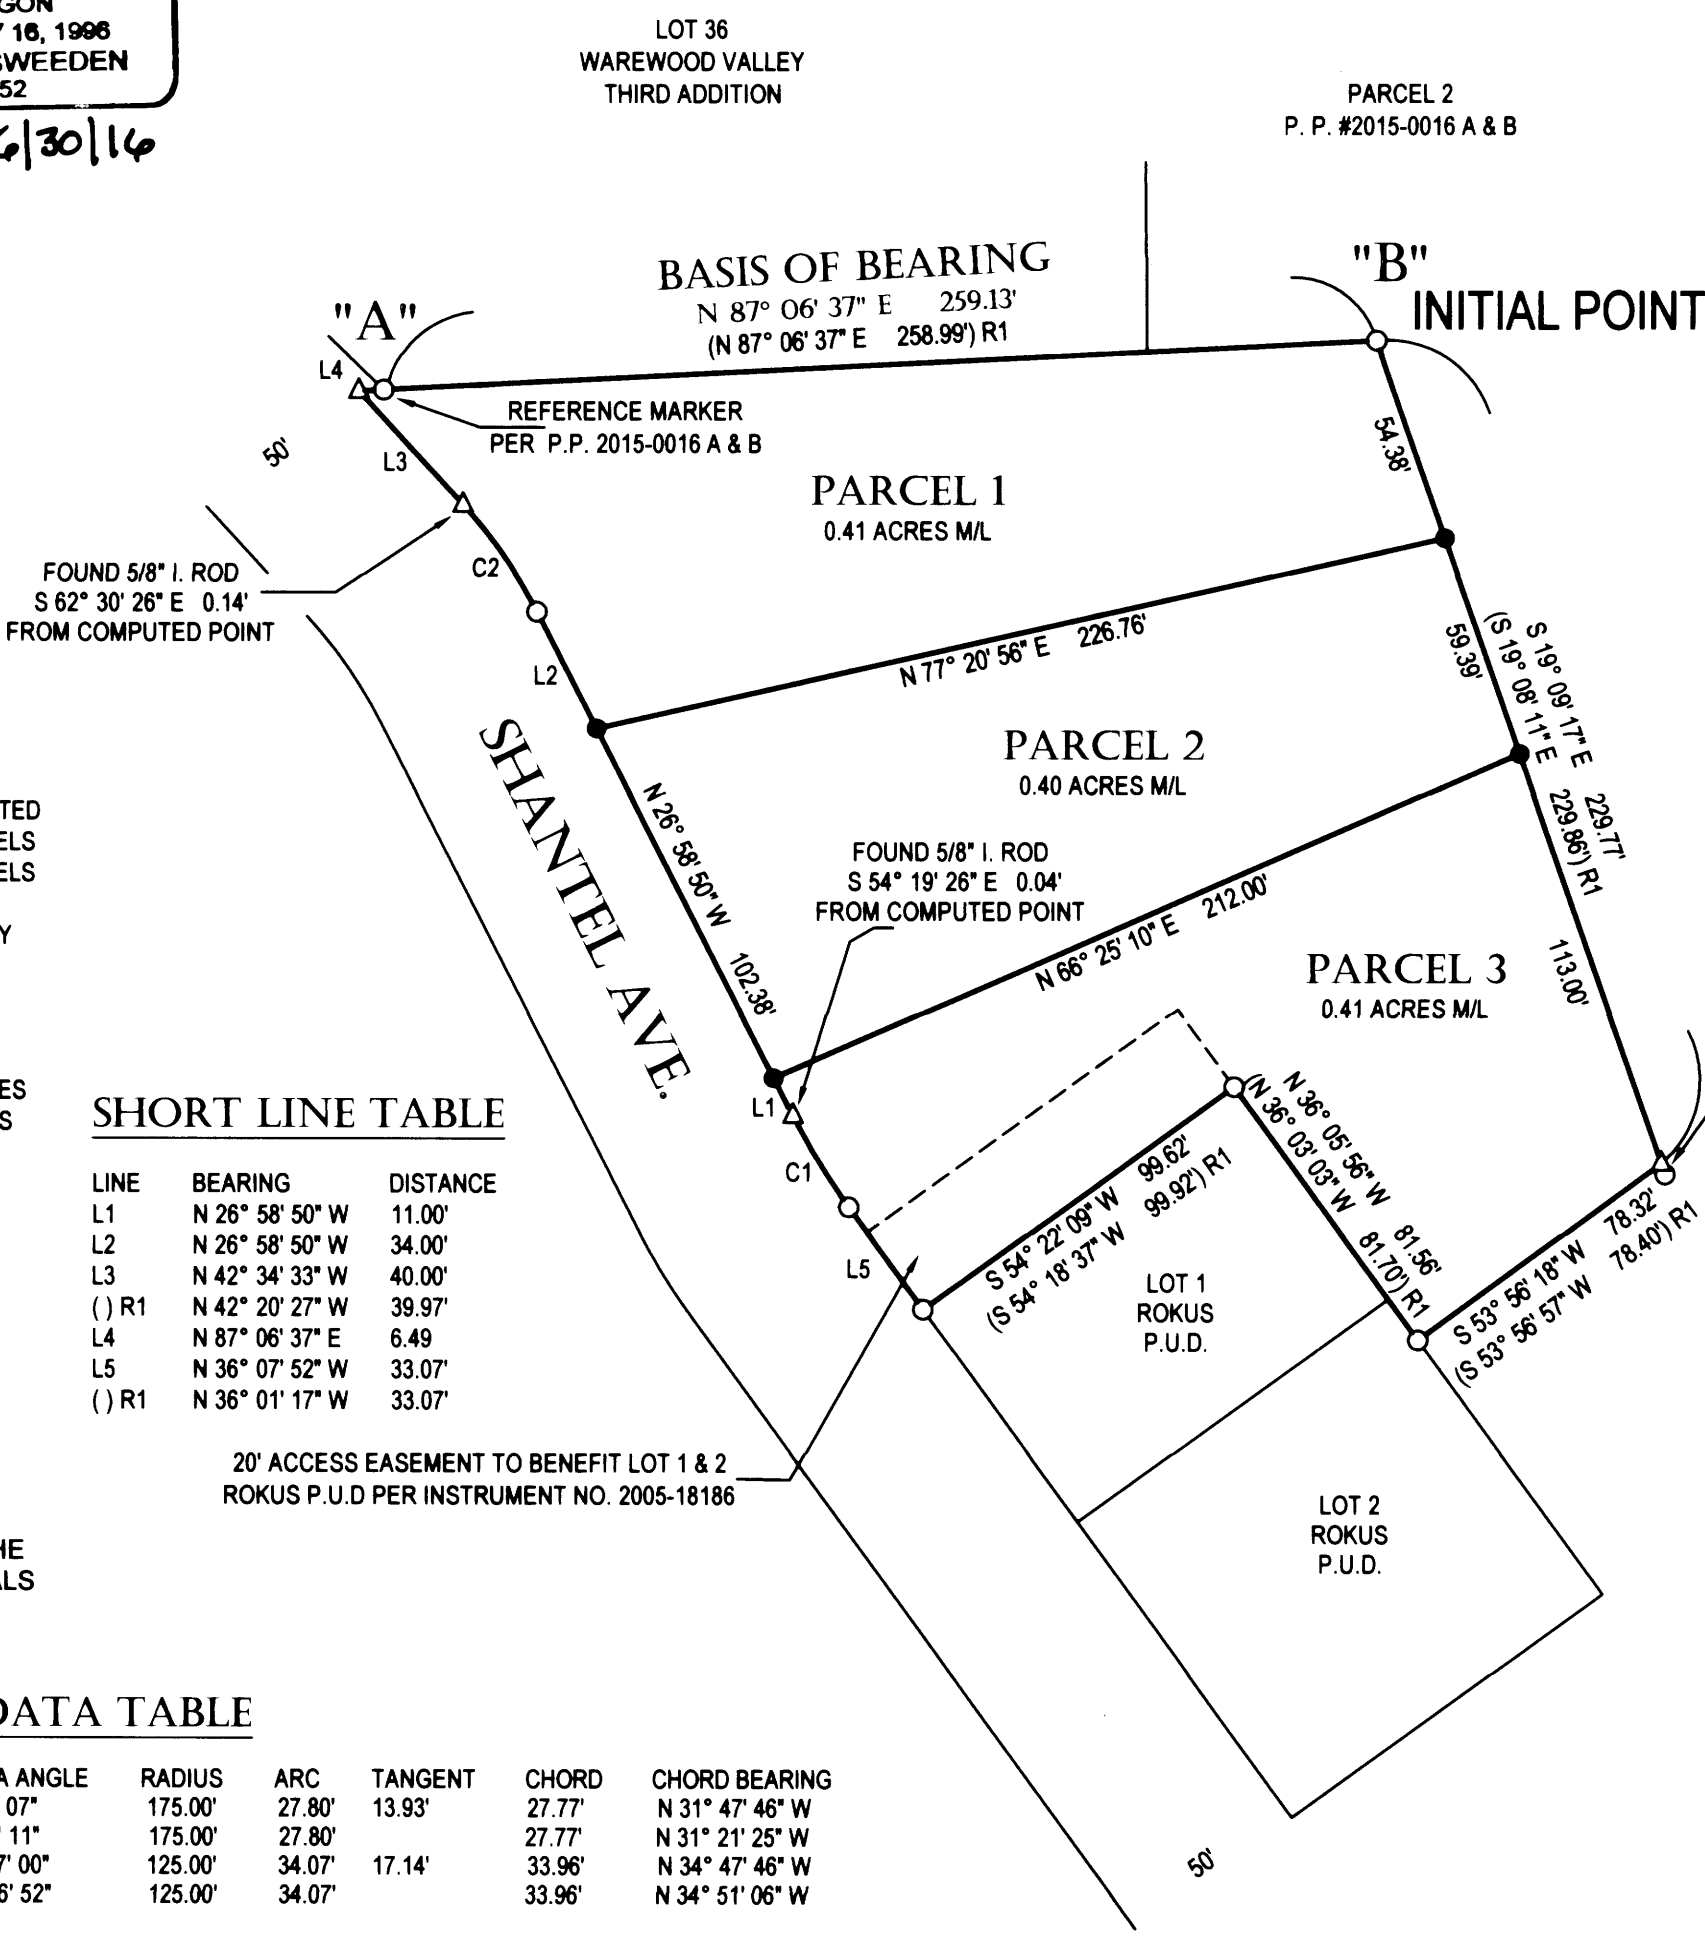 16, 1996
SWEEDEN
52
6/30/16
LOT 36
WAREWOOD VALLEY
THIRD ADDITION
PARCEL 2
P. P. #2015-0016 A & B
BASIS OF BEARING
N 87° 06' 37" E 259.13'
(N 87° 06' 37" E 258.99') R1
"A"
"B"
INITIAL POINT
L4
REFERENCE MARKER
PER P.P. 2015-0016 A & B
50'
L3
54.38'
PARCEL 1
0.41 ACRES M/L
C2
FOUND 5/8" I. ROD
S 62° 30' 26" E 0.14'
FROM COMPUTED POINT
N 77° 20' 56" E 226.76'
59.39'
S 19° 09' 17" E 229.77'
(S 19° 08' 11" E 229.86') R1
L2
SHANTEL AVE.
PARCEL 2
0.40 ACRES M/L
N 26° 58' 50" W 102.38'
FOUND 5/8" I. ROD
S 54° 19' 26" E 0.04'
FROM COMPUTED POINT
N 66° 25' 10" E 212.00'
PARCEL 3
0.41 ACRES M/L
113.00'
TED
ELS
ELS
Y
ES
S
L1
C1
L5
S 54° 22' 09" W 99.62'
(S 54° 18' 37" W 99.92') R1
N 36° 05' 56" W 81.56'
(N 36° 03' 03" W 81.70') R1
S 53° 56' 18" W 78.32'
(S 53° 56' 57" W 78.40') R1
LOT 1
ROKUS
P.U.D.
SHORT LINE TABLE
LINE BEARING DISTANCE
L1 N 26° 58' 50" W 11.00'
L2 N 26° 58' 50" W 34.00'
L3 N 42° 34' 33" W 40.00'
( ) R1 N 42° 20' 27" W 39.97'
L4 N 87° 06' 37" E 6.49
L5 N 36° 07' 52" W 33.07'
( ) R1 N 36° 01' 17" W 33.07'
20' ACCESS EASEMENT TO BENEFIT LOT 1 & 2
ROKUS P.U.D PER INSTRUMENT NO. 2005-18186
LOT 2
ROKUS
P.U.D.
HE
ALS
DATA TABLE
A ANGLE RADIUS ARC TANGENT CHORD CHORD BEARING
07" 175.00' 27.80' 13.93' 27.77' N 31° 47' 46" W
11" 175.00' 27.80' 27.77' N 31° 21' 25" W
7' 00" 125.00' 34.07' 17.14' 33.96' N 34° 47' 46" W
6' 52" 125.00' 34.07' 33.96' N 34° 51' 06" W
50'